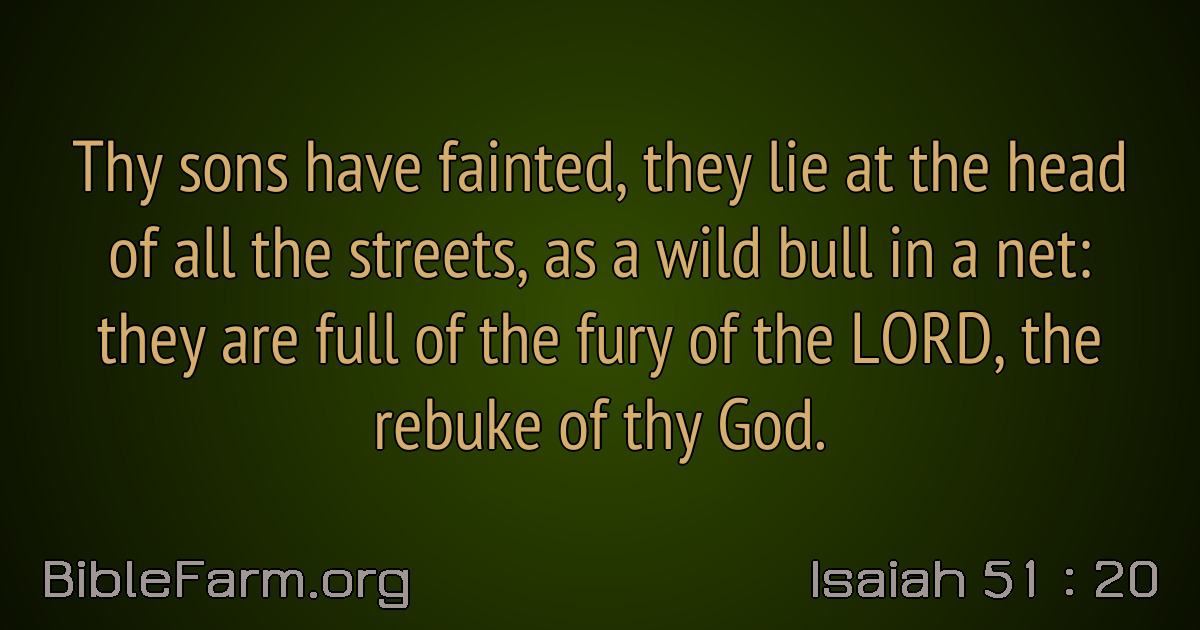 Thy sons have fainted, they lie at the head
of all the streets, as a wild bull in a net:
they are full of the fury of the LORD, the
rebuke of thy God.
BibleFarm.org
Isaiah 51 : 20